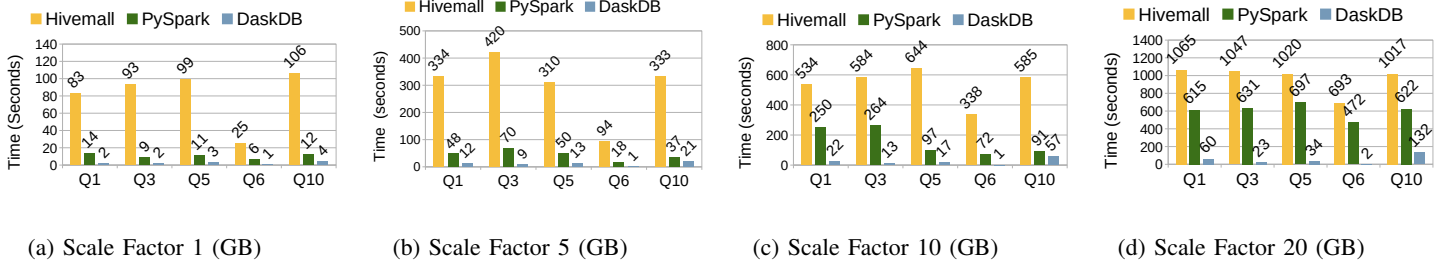 Hivemall PySpark DaskDB
Time (Seconds)
140
120
100
80
60
40
20
0
83 14 2
93 9 2
99 11 3
25 6 1
106 12 4
Q1 Q3 Q5 Q6 Q10
(a) Scale Factor 1 (GB)
Hivemall PySpark DaskDB
Time (seconds)
500
400
300
200
100
0
334 48 12
420 70 9
310 50 13
94 18 1
333 37 21
Q1 Q3 Q5 Q6 Q10
(b) Scale Factor 5 (GB)
Hivemall PySpark DaskDB
Time (seconds)
800
600
400
200
0
534 250 22
584 264 13
644 97 17
338 72 1
585 91 57
Q1 Q3 Q5 Q6 Q10
(c) Scale Factor 10 (GB)
Hivemall PySpark DaskDB
Time (seconds)
1400
1200
1000
800
600
400
200
0
1065 615 60
1047 631 23
1020 697 34
693 472 2
1017 622 132
Q1 Q3 Q5 Q6 Q10
(d) Scale Factor 20 (GB)